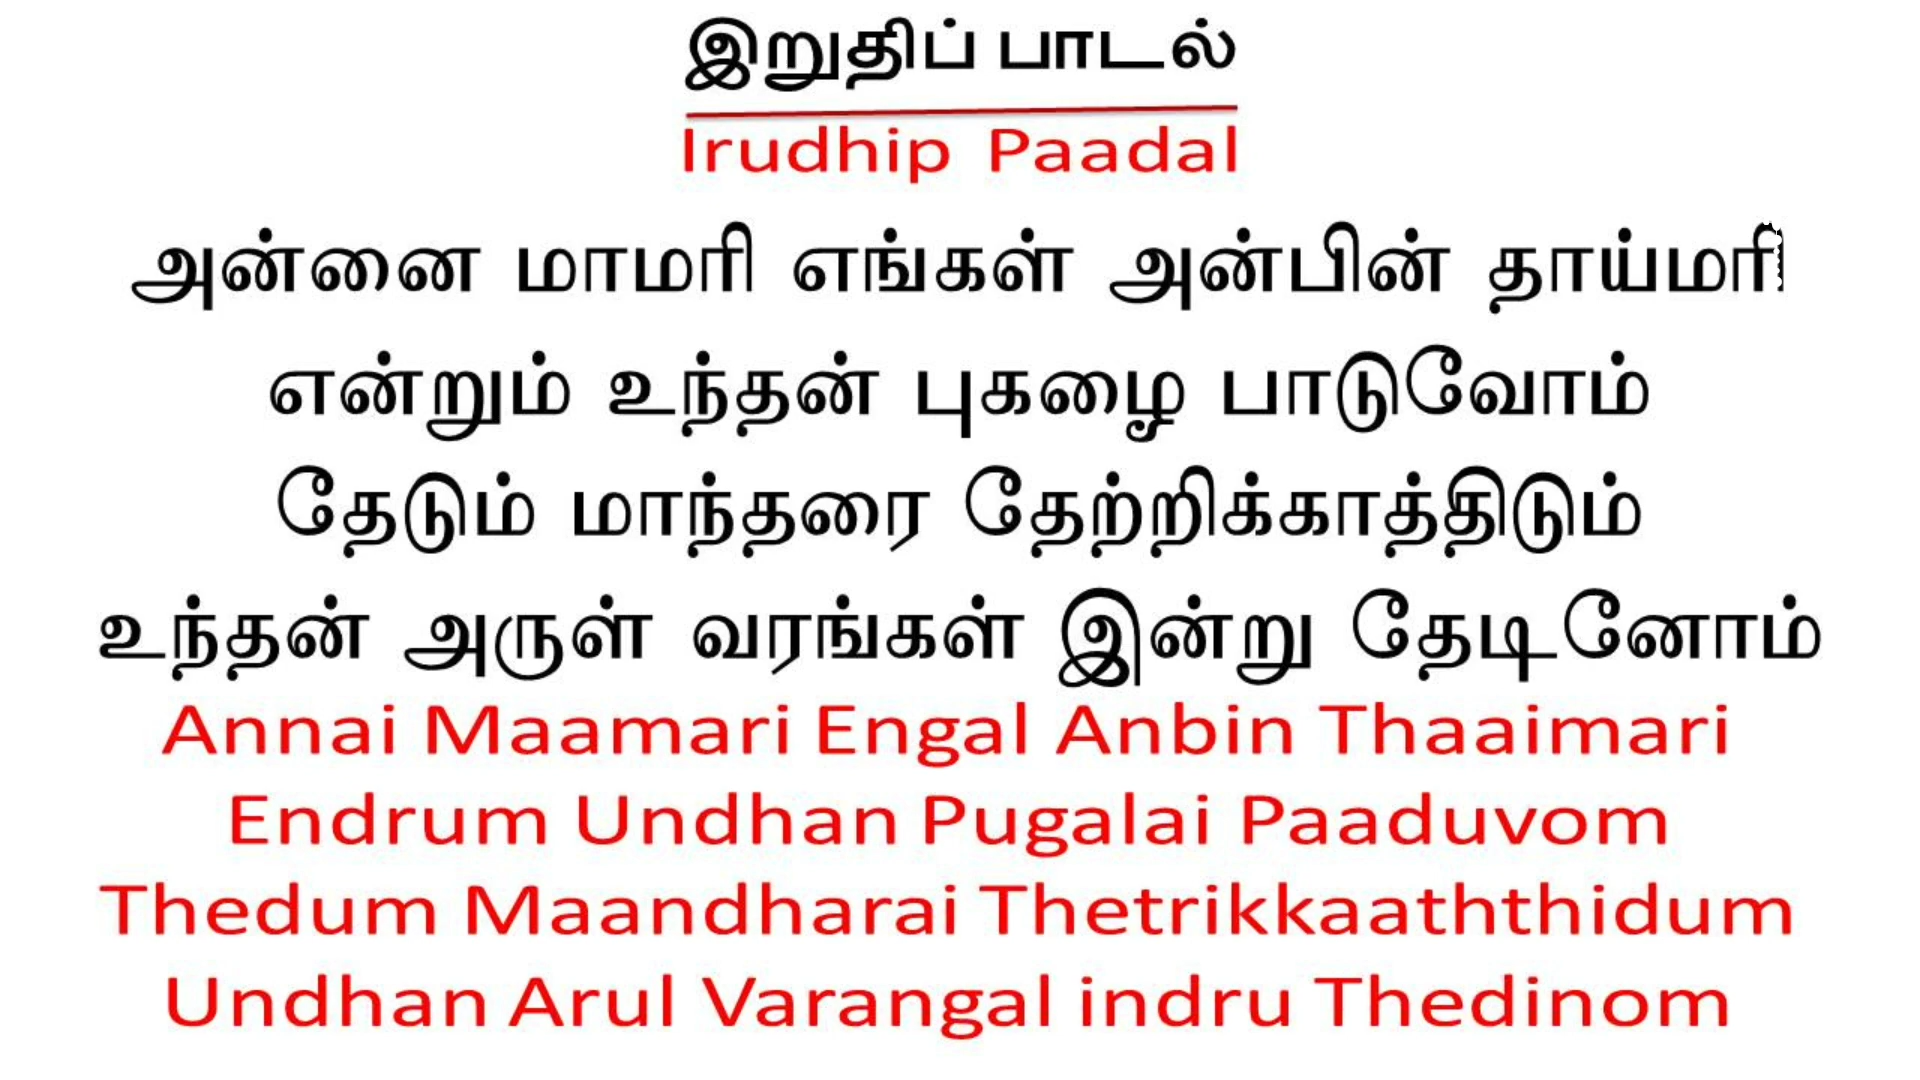 இறுதிப் பாடல்
Irudhip Paadal
அன்னை மாமரி எங்கள் அன்பின் தாய்மரி
என்றும் உந்தன் புகழை பாடுவோம்
தேடும் மாந்தரை தேற்றிக்காத்திடும்
உந்தன் அருள் வரங்கள் இன்று தேடினோம்
Annai Maamari Engal Anbin Thaaimari
Endrum Undhan Pugalai Paaduvom
Thedum Maandharai Thetrikkaaththidum
Undhan Arul Varangal indru Thedinom